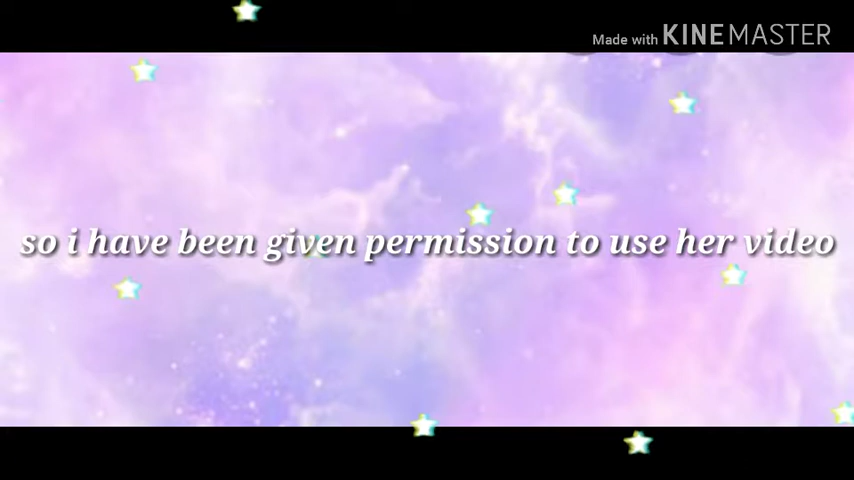 Made with KINEMASTER
so i have been given permission to use her video